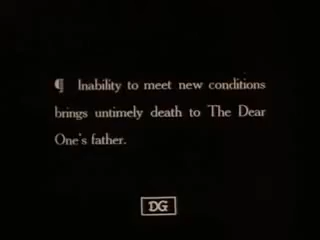 ¶ Inability to meet new conditions
brings untimely death to The Dear
One's father.
DG